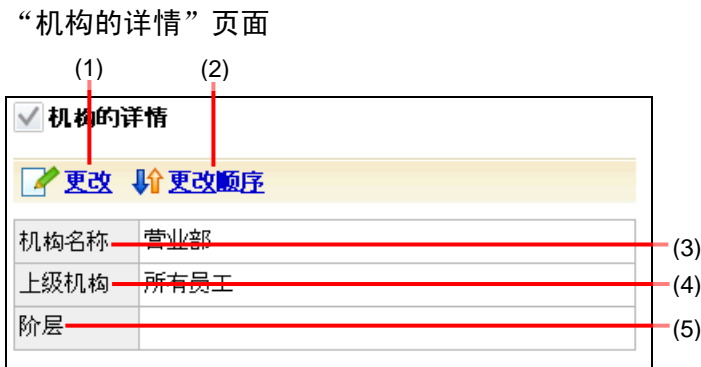 “机构的详情”页面
(1) (2)
机构的详情
更改 更改顺序
机构名称 营业部 (3)
上级机构 所有员工 (4)
阶层 (5)